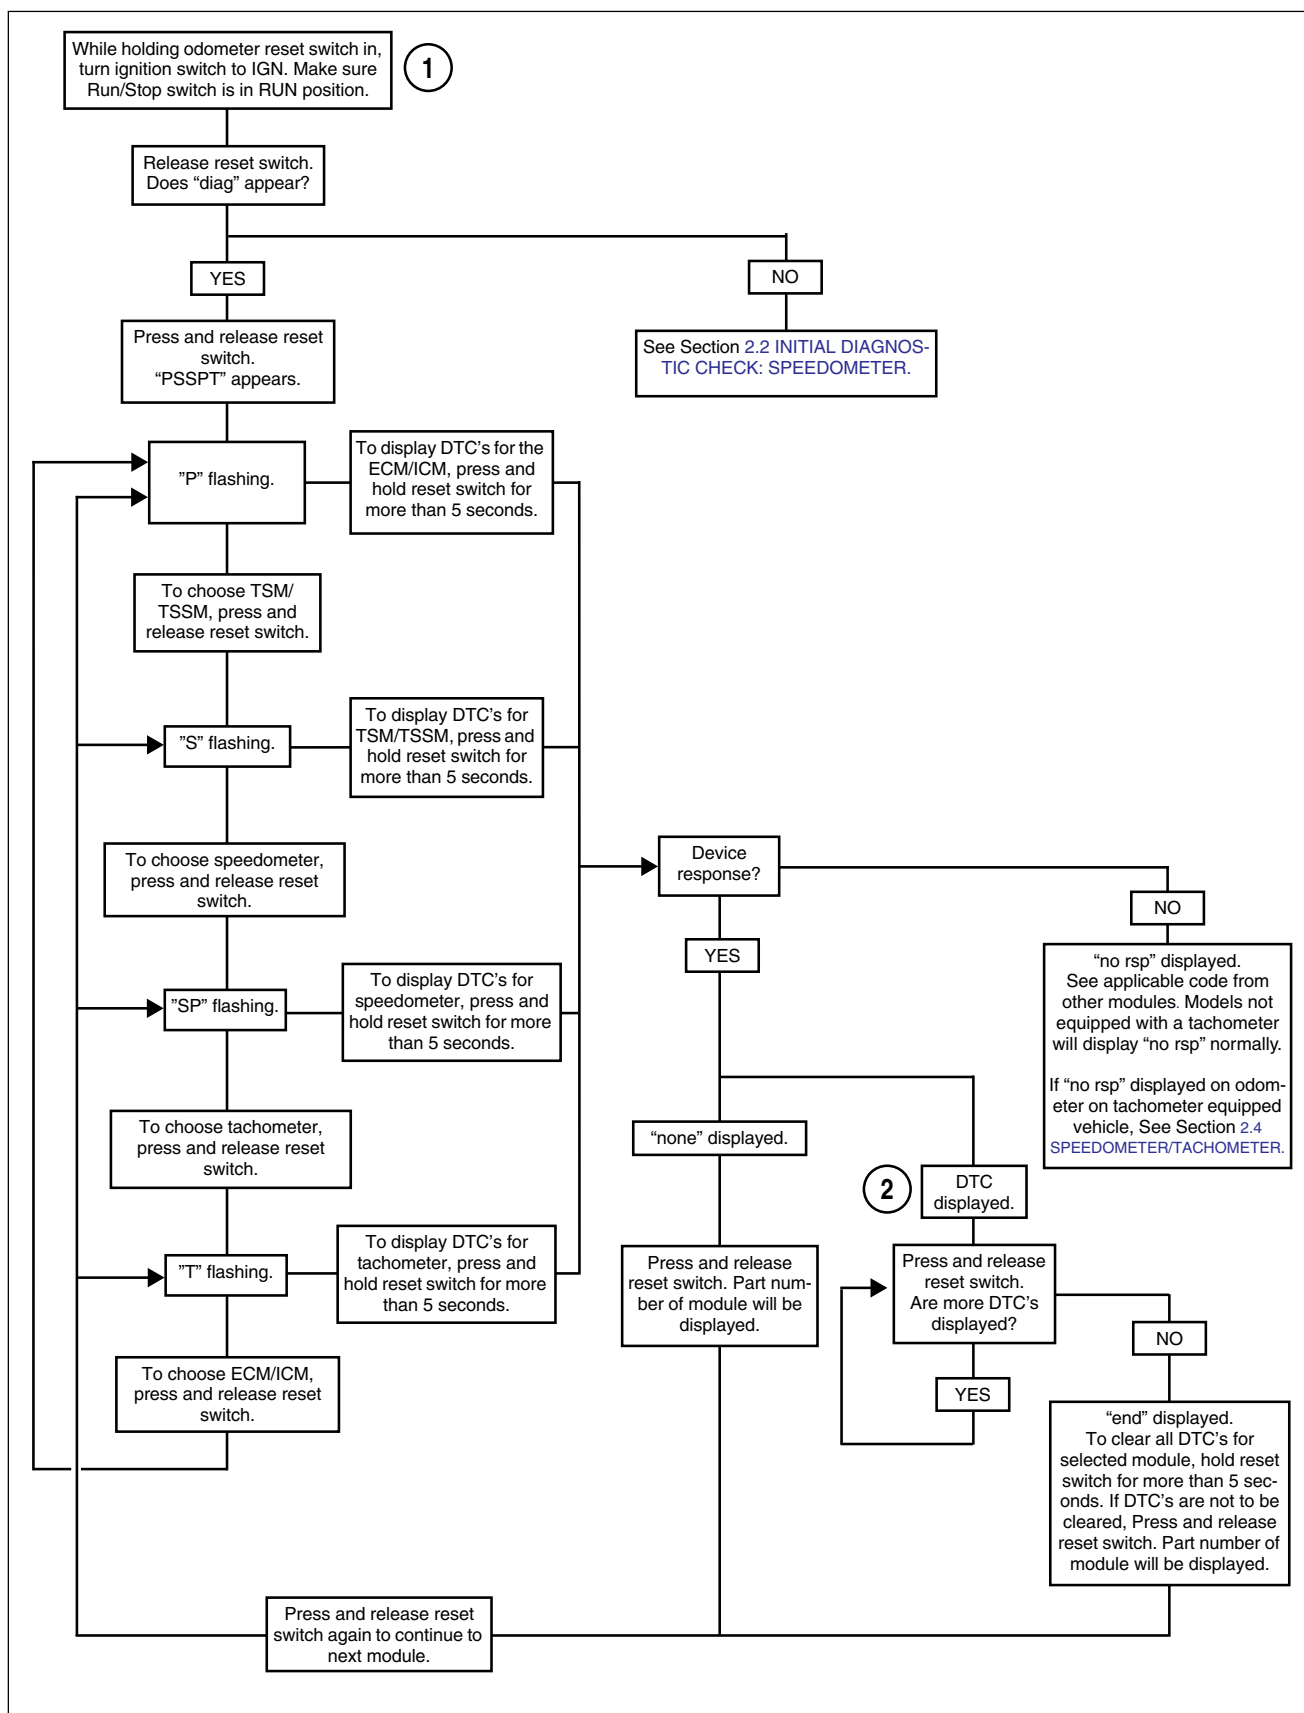 While holding odometer reset switch in,
turn ignition switch to IGN. Make sure
Run/Stop switch is in RUN position.
1
Release reset switch.
Does “diag” appear?
YES
NO
Press and release reset
switch.
“PSSPT” appears.
See Section 2.2 INITIAL DIAGNOS-
TIC CHECK: SPEEDOMETER.
”P” flashing.
To display DTC's for the
ECM/ICM, press and
hold reset switch for
more than 5 seconds.
To choose TSM/
TSSM, press and
release reset switch.
”S” flashing.
To display DTC's for
TSM/TSSM, press and
hold reset switch for
more than 5 seconds.
To choose speedometer,
press and release reset
switch.
Device
response?
NO
YES
”SP” flashing.
To display DTC's for
speedometer, press and
hold reset switch for more
than 5 seconds.
“no rsp” displayed.
See applicable code from
other modules. Models not
equipped with a tachometer
will display “no rsp” normally.
If “no rsp” displayed on odom-
eter on tachometer equipped
vehicle, See Section 2.4
SPEEDOMETER/TACHOMETER.
To choose tachometer,
press and release reset
switch.
“none” displayed.
2
DTC
displayed.
”T” flashing.
To display DTC's for
tachometer, press and
hold reset switch for more
than 5 seconds.
Press and release
reset switch. Part num-
ber of module will be
displayed.
Press and release
reset switch.
Are more DTC's
displayed?
NO
YES
To choose ECM/ICM,
press and release reset
switch.
“end” displayed.
To clear all DTC's for
selected module, hold reset
switch for more than 5 sec-
onds. If DTC's are not to be
cleared, Press and release
reset switch. Part number of
module will be displayed.
Press and release reset
switch again to continue to
next module.